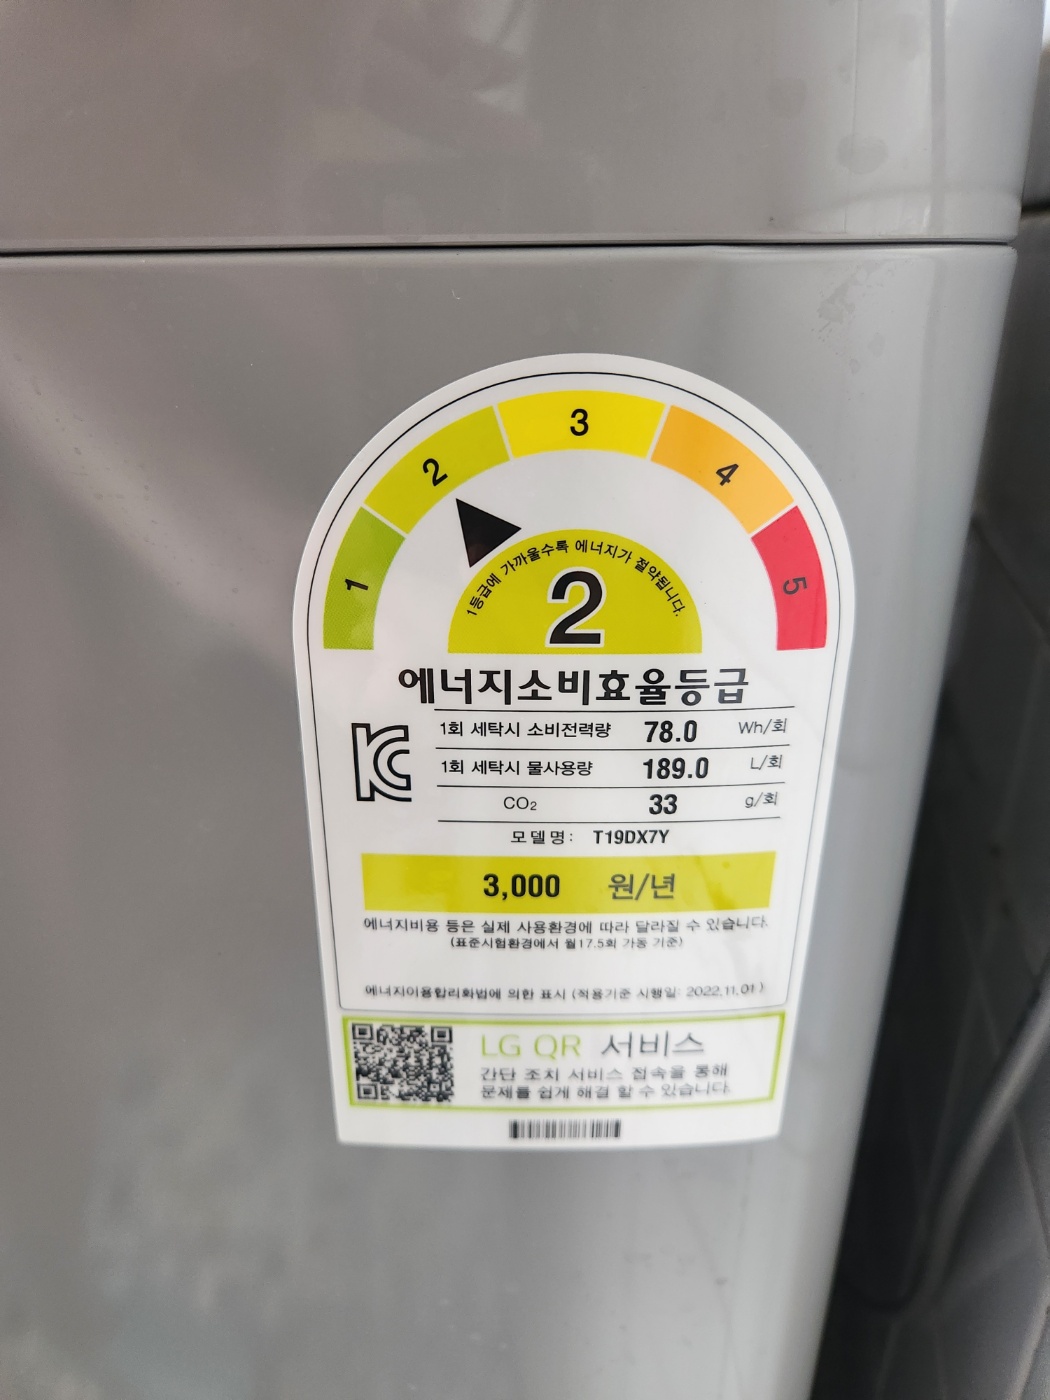 1
2
3
4
5
1등급에 가까울수록 에너지가 절약됩니다.
2
에너지소비효율등급
1회 세탁시 소비전력량 78.0 Wh/회
1회 세탁시 물사용량 189.0 L/회
CO₂ 33 g/회
모델명: T19DX7Y
3,000 원/년
에너지비용 등은 실제 사용환경에 따라 달라질 수 있습니다.
(표준시험환경에서 월17.5회 가동 기준)
에너지이용합리화법에 의한 표시 (적용기준 시행일: 2022.11.01)
LG QR 서비스
간단 조치 서비스 접속을 통해
문제를 쉽게 해결 할 수 있습니다.